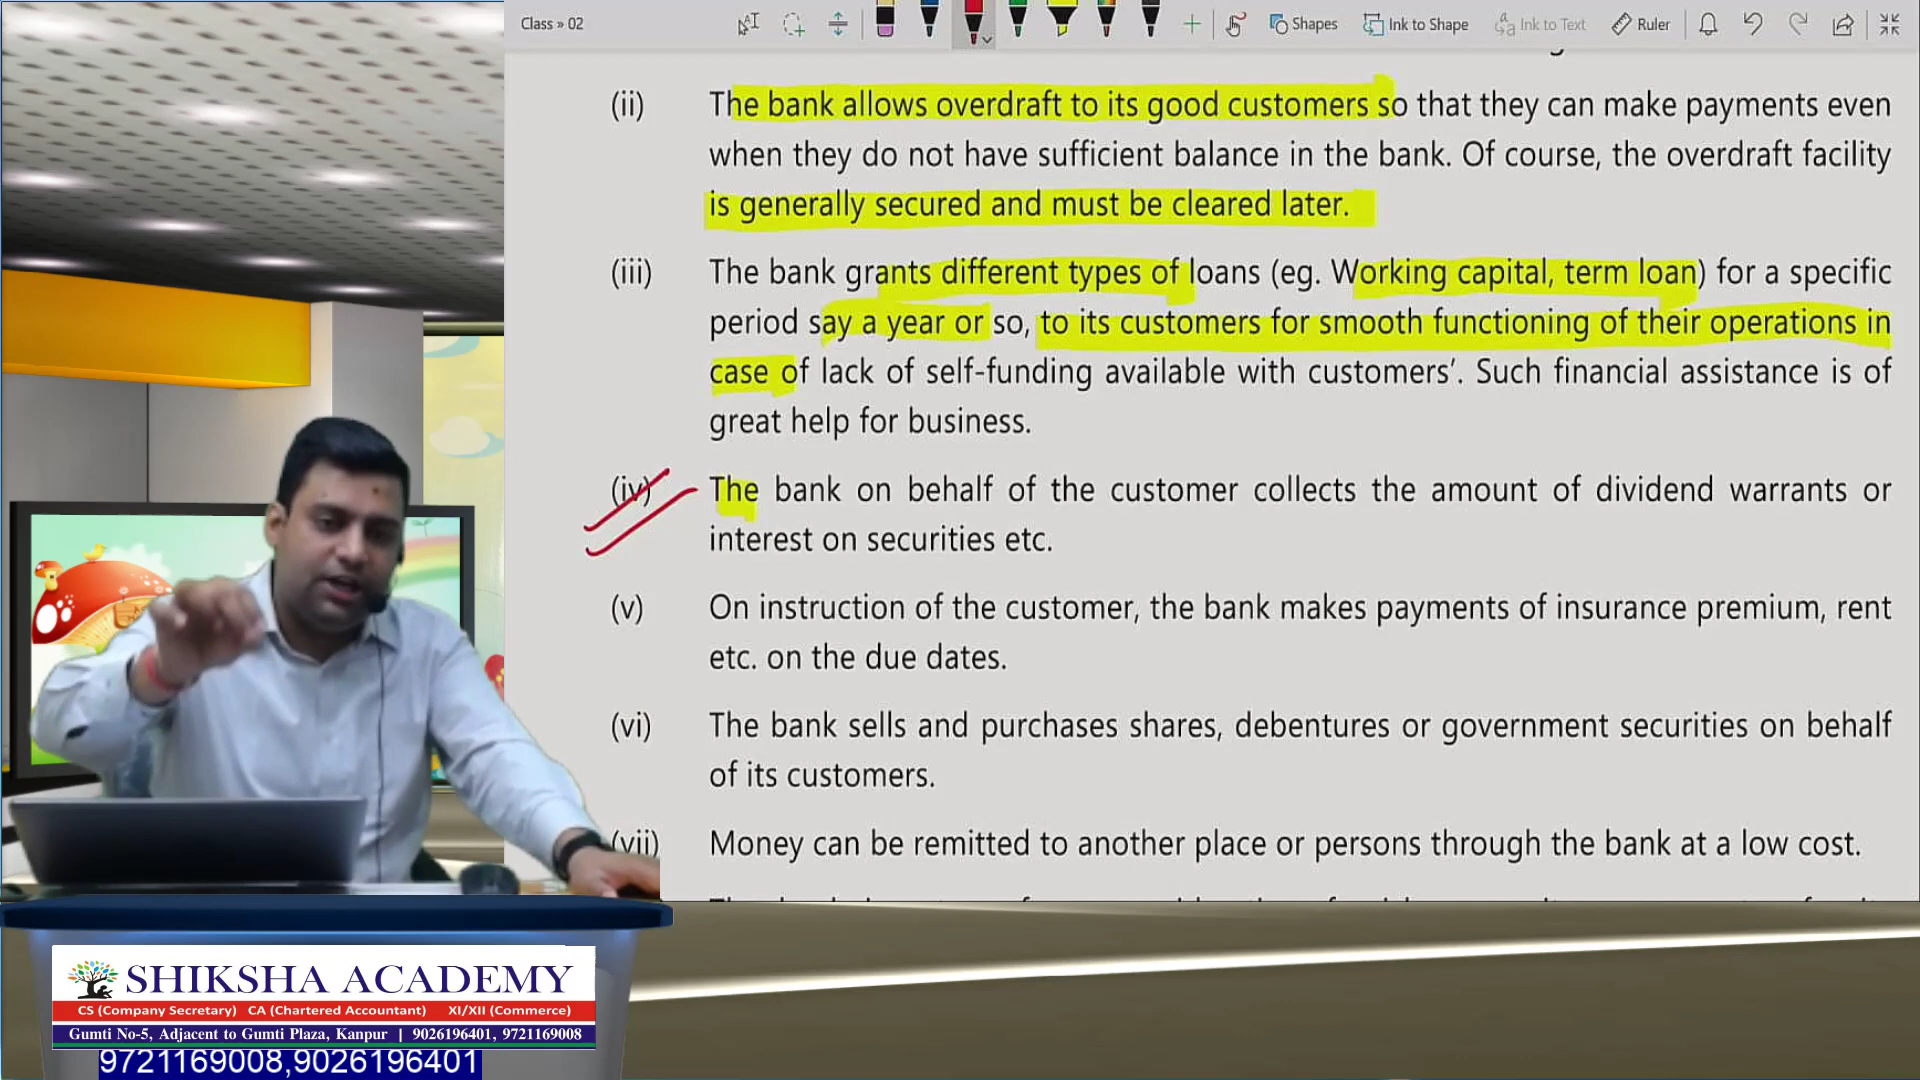 Class » 02
Shapes
Ink to Shape
Ink to Text
Ruler
(ii) The bank allows overdraft to its good customers so that they can make payments even
when they do not have sufficient balance in the bank. Of course, the overdraft facility
is generally secured and must be cleared later.
(iii) The bank grants different types of loans (eg. Working capital, term loan) for a specific
period say a year or so, to its customers for smooth functioning of their operations in
case of lack of self-funding available with customers’. Such financial assistance is of
great help for business.
(iv) The bank on behalf of the customer collects the amount of dividend warrants or
interest on securities etc.
(v) On instruction of the customer, the bank makes payments of insurance premium, rent
etc. on the due dates.
(vi) The bank sells and purchases shares, debentures or government securities on behalf
of its customers.
(vii) Money can be remitted to another place or persons through the bank at a low cost.
SHIKSHA ACADEMY
CS (Company Secretary) CA (Chartered Accountant) XI/XII (Commerce)
Gumti No-5, Adjacent to Gumti Plaza, Kanpur | 9026196401, 9721169008
9721169008,9026196401